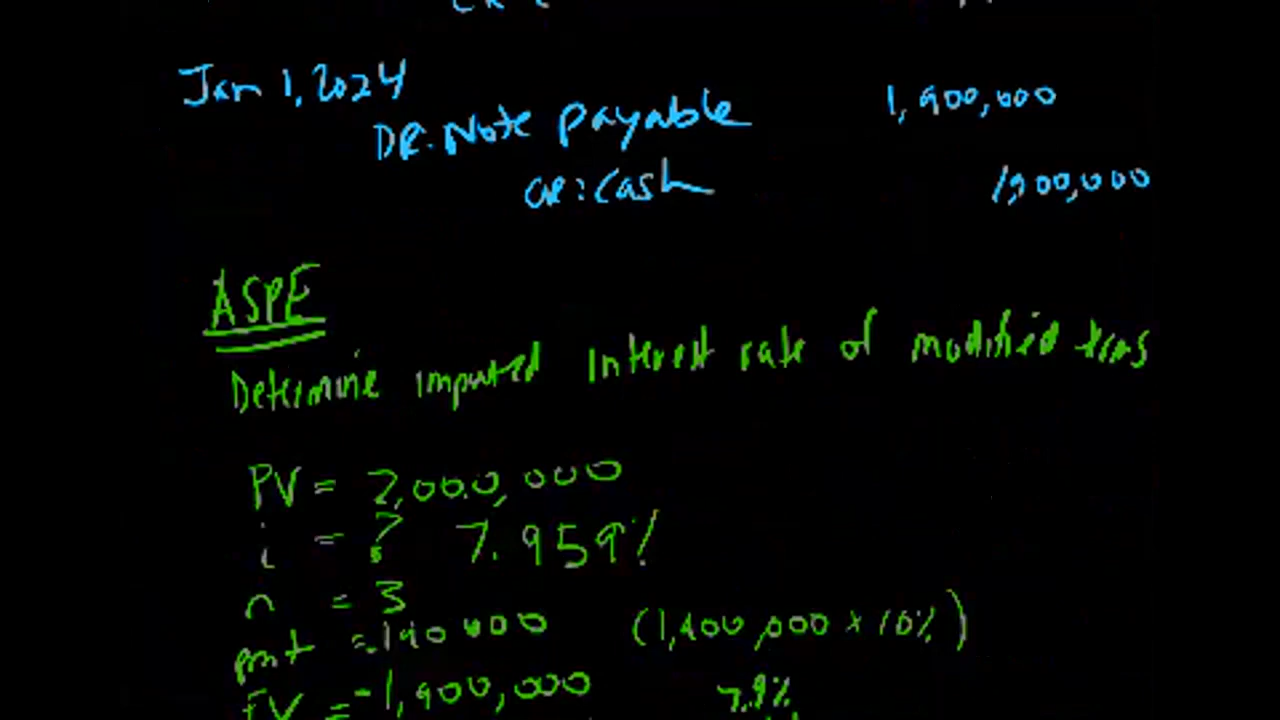 Jan 1, 2024
DR. Note payable 1,900,000
CR: Cash 1,900,000
ASPE
Determine imputed interest rate of modified terms
PV = 2,000,000
i = ? 7.959%
n = 3
pmt = -190 000 (1,900,000 x 10%)
FV = -1,900,000 7.9%